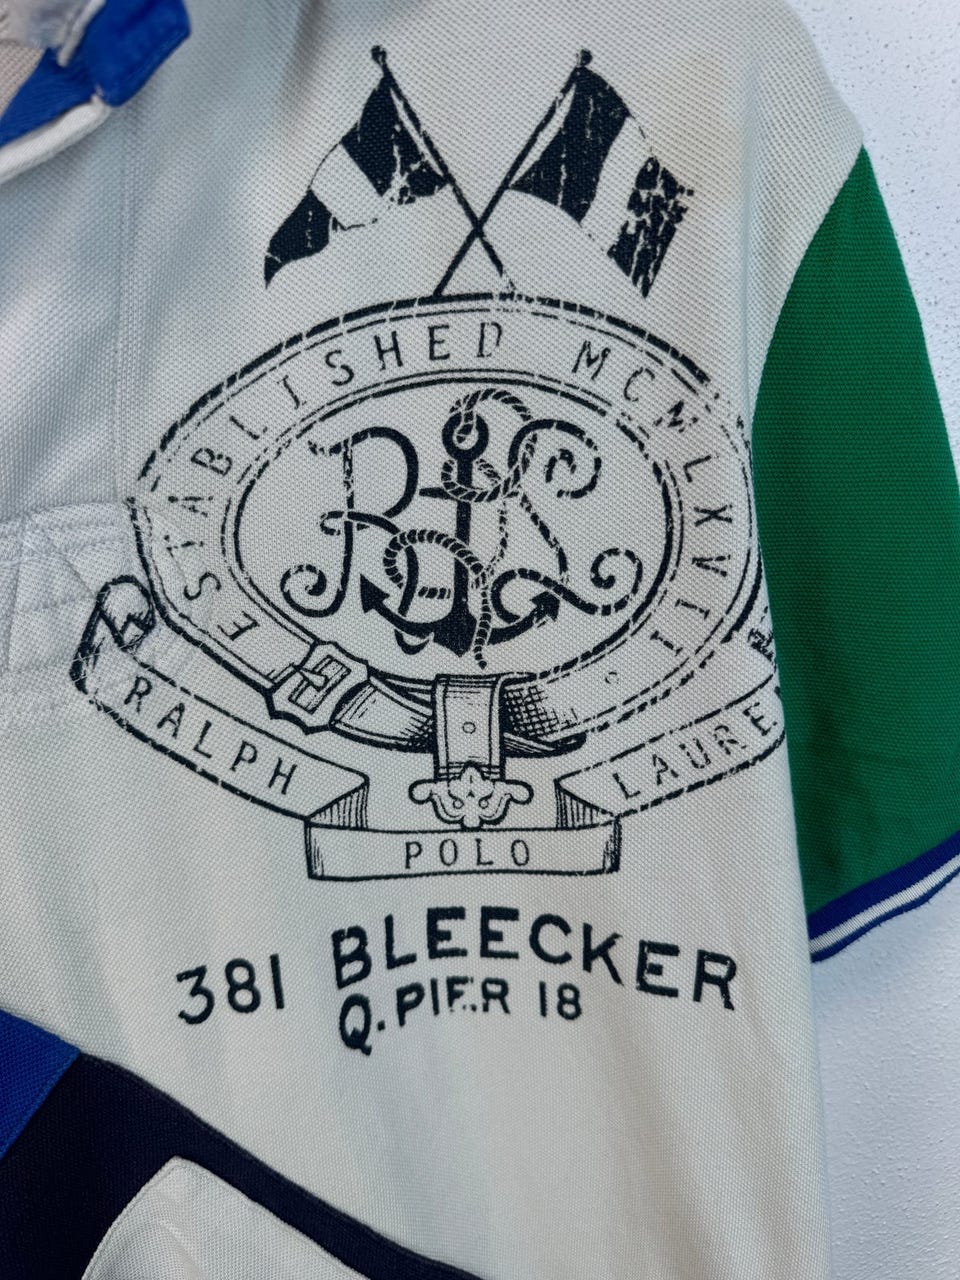 ESTABLISHED MCMLXVII
RL
RALPH LAUREN
POLO
381 BLEECKER
Q. PIER 18